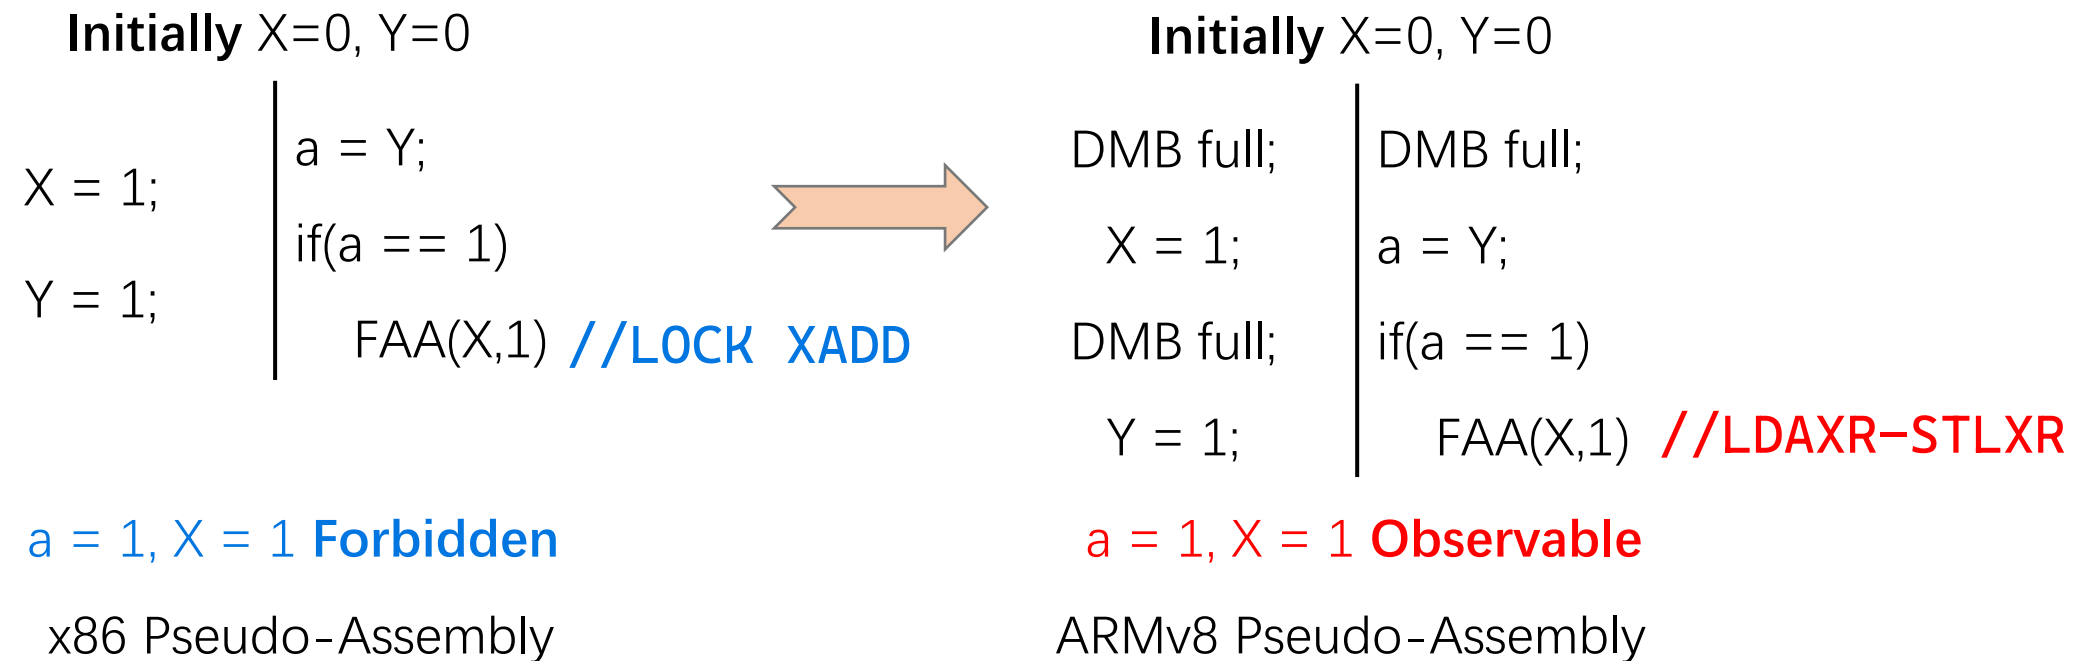 Initially X=0, Y=0
X = 1;
Y = 1;
a = Y;
if(a == 1)
FAA(X,1) //LOCK XADD
a = 1, X = 1 Forbidden
x86 Pseudo-Assembly
Initially X=0, Y=0
DMB full;
X = 1;
DMB full;
Y = 1;
DMB full;
a = Y;
if(a == 1)
FAA(X,1) //LDAXR-STLXR
a = 1, X = 1 Observable
ARMv8 Pseudo-Assembly